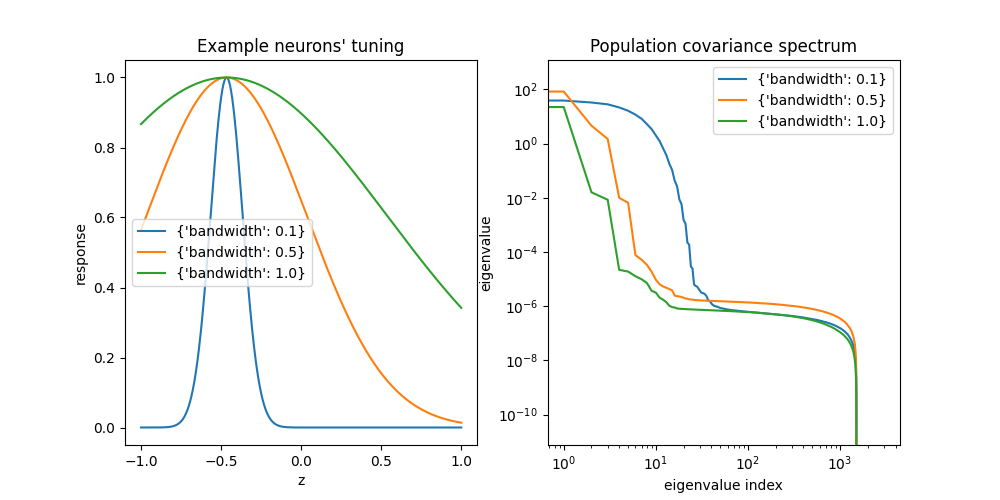 Example neurons' tuning
1.0
0.8
0.6
0.4
0.2
0.0
response
{'bandwidth': 0.1}
{'bandwidth': 0.5}
{'bandwidth': 1.0}
−1.0 −0.5 0.0 0.5 1.0
z
Population covariance spectrum
10² 
10⁰
10⁻²
10⁻⁴
10⁻⁶
10⁻⁸
10⁻¹⁰
eigenvalue
{'bandwidth': 0.1}
{'bandwidth': 0.5}
{'bandwidth': 1.0}
10⁰ 10¹ 10² 10³
eigenvalue index